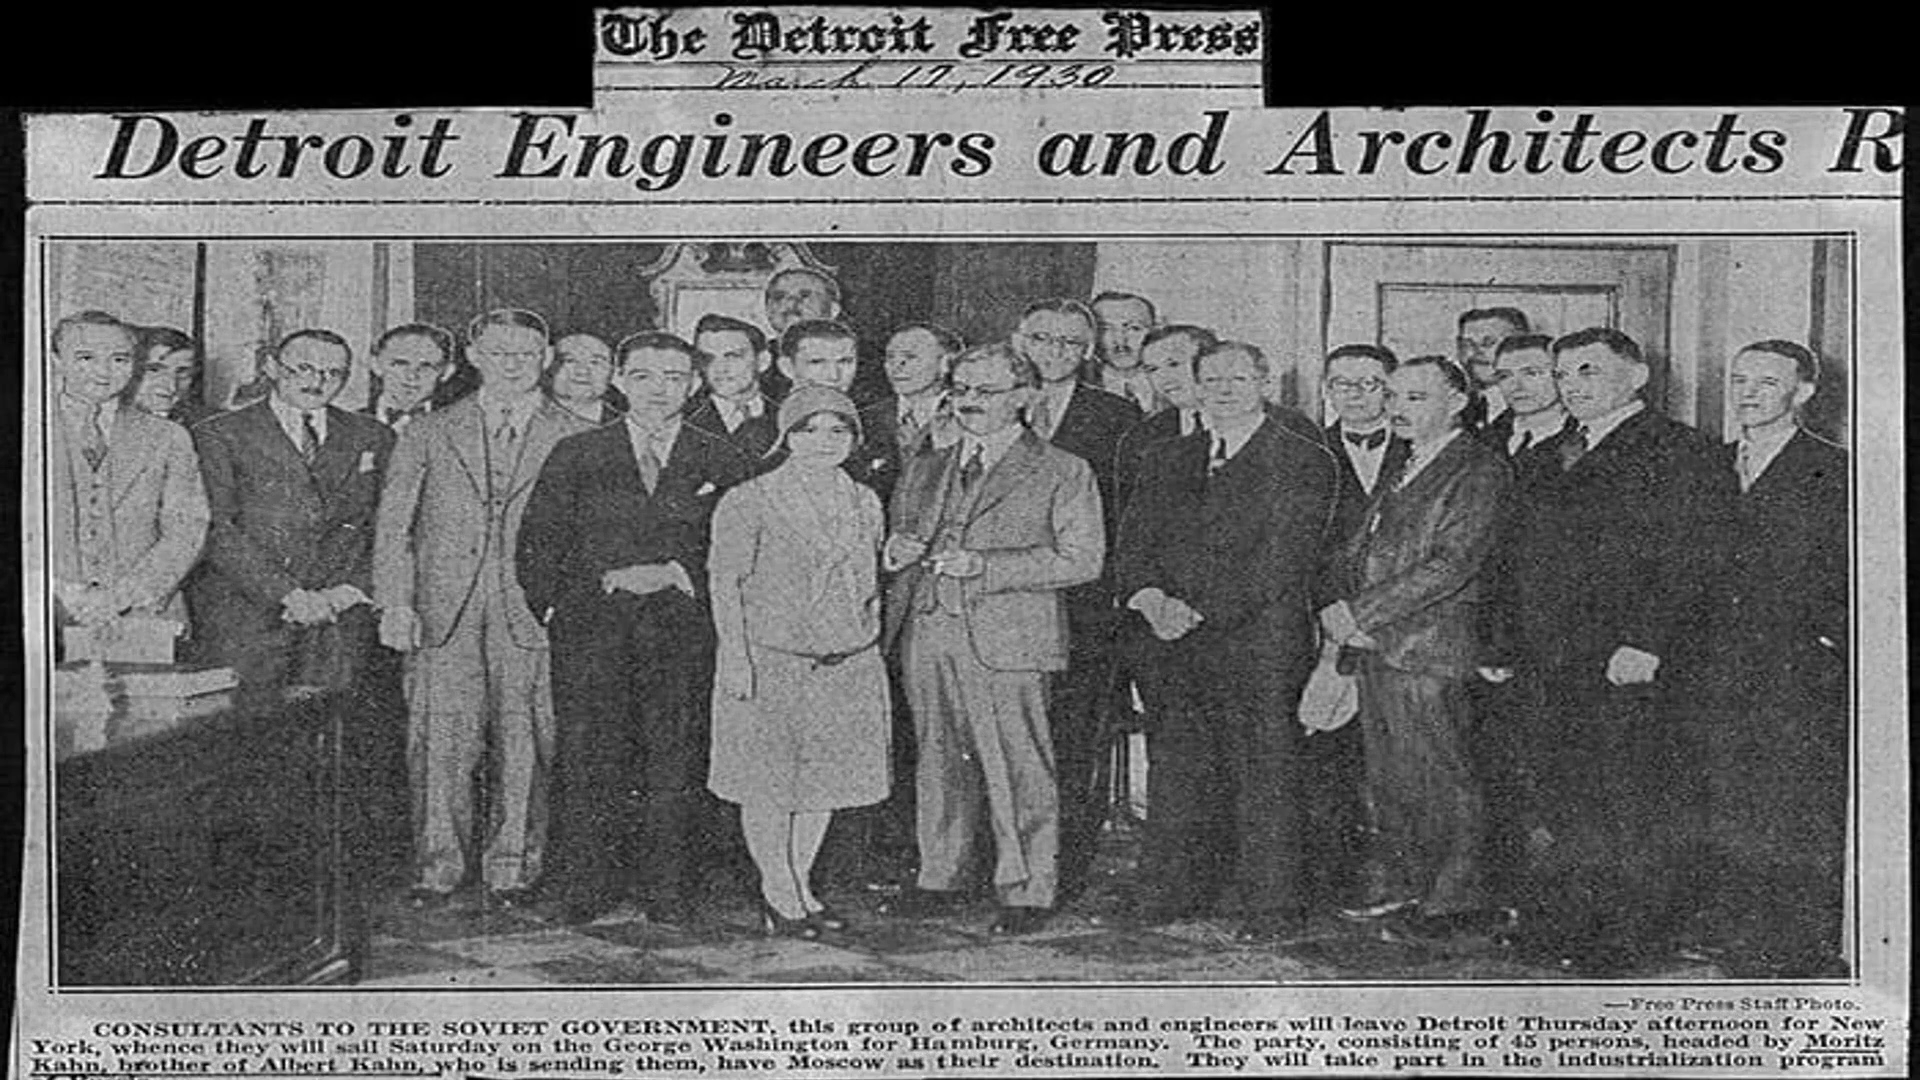 The Detroit Free Press
March 17, 1930
Detroit Engineers and Architects R
—Free Press Staff Photo.
CONSULTANTS TO THE SOVIET GOVERNMENT, this group of architects and engineers will leave Detroit Thursday afternoon for New
York, whence they will sail Saturday on the George Washington for Hamburg, Germany. The party, consisting of 45 persons, headed by Moritz
Kahn, brother of Albert Kahn, who is sending them, have Moscow as their destination. They will take part in the industrialization program